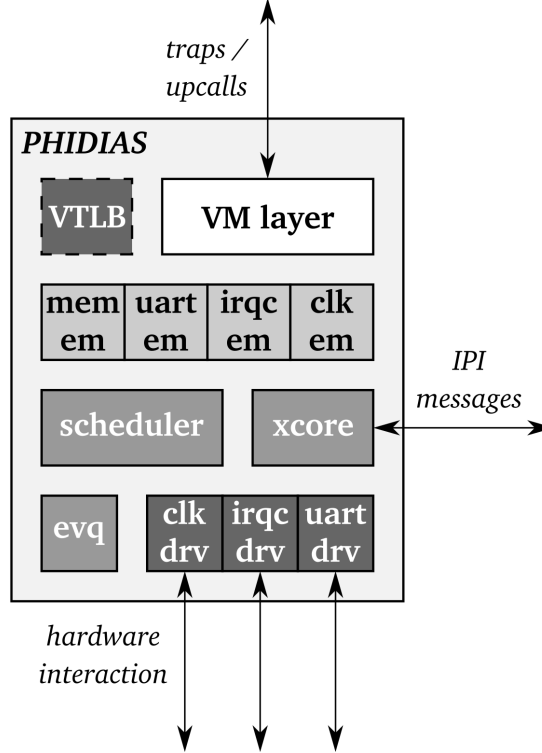 traps /
upcalls
PHIDIAS
VTLB
VM layer
mem
em
uart
em
irqc
em
clk
em
scheduler
xcore
IPI
messages
evq
clk
drv
irqc
drv
uart
drv
hardware
interaction